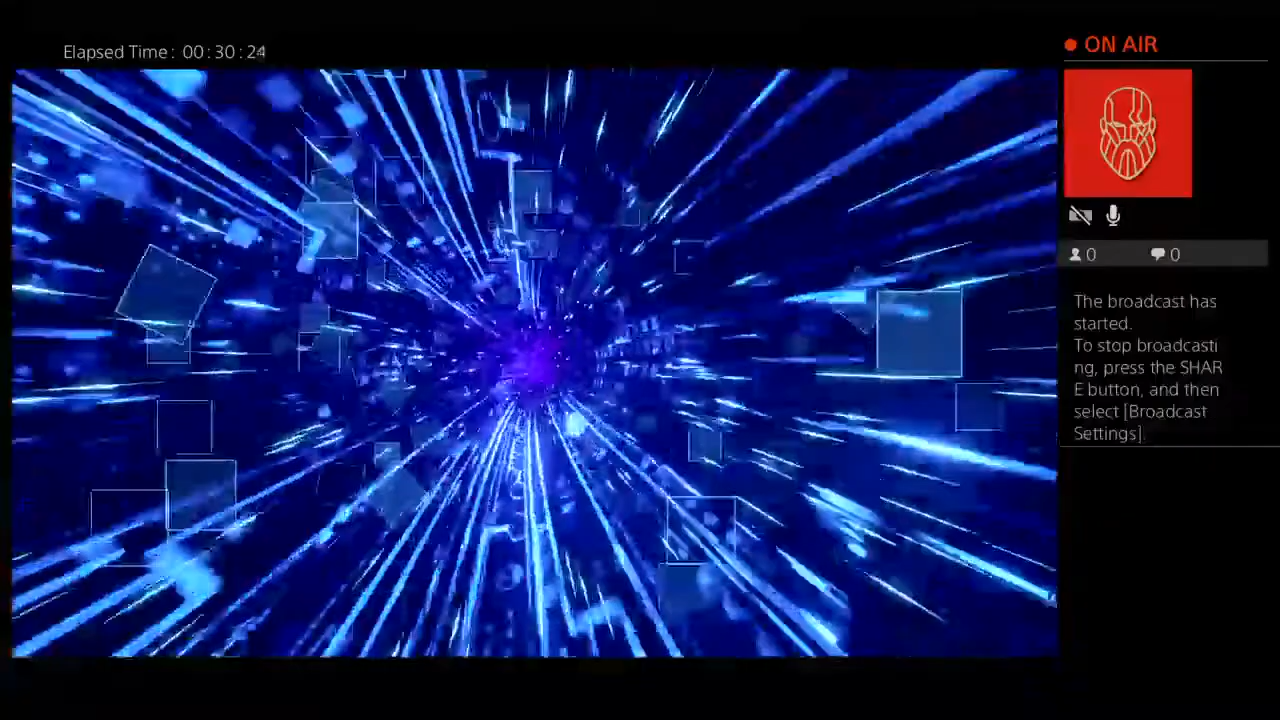 Elapsed Time: 00:30:24
ON AIR
0 0
The broadcast has
started.
To stop broadcasti
ng, press the SHAR
E button, and then
select [Broadcast
Settings].